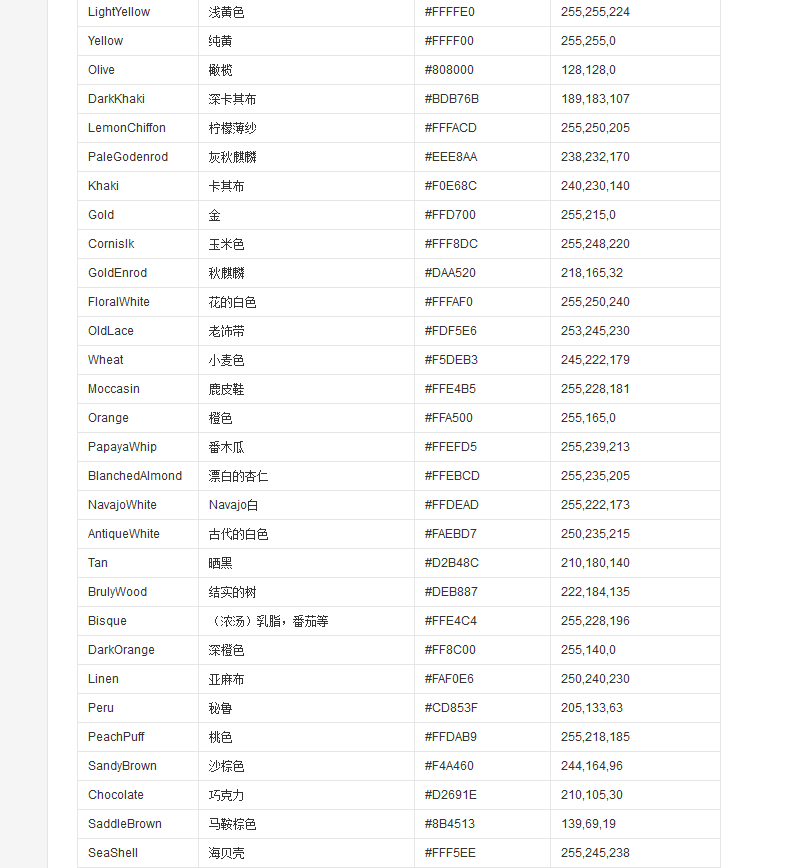 LightYellow 浅黄色 #FFFFE0 255,255,224
Yellow 纯黄 #FFFF00 255,255,0
Olive 橄榄 #808000 128,128,0
DarkKhaki 深卡其布 #BDB76B 189,183,107
LemonChiffon 柠檬薄纱 #FFFACD 255,250,205
PaleGodenrod 灰秋麒麟 #EEE8AA 238,232,170
Khaki 卡其布 #F0E68C 240,230,140
Gold 金 #FFD700 255,215,0
Cornislk 玉米色 #FFF8DC 255,248,220
GoldEnrod 秋麒麟 #DAA520 218,165,32
FloralWhite 花的白色 #FFFAF0 255,250,240
OldLace 老饰带 #FDF5E6 253,245,230
Wheat 小麦色 #F5DEB3 245,222,179
Moccasin 鹿皮鞋 #FFE4B5 255,228,181
Orange 橙色 #FFA500 255,165,0
PapayaWhip 番木瓜 #FFEFD5 255,239,213
BlanchedAlmond 漂白的杏仁 #FFEBCD 255,235,205
NavajoWhite Navajo白 #FFDEAD 255,222,173
AntiqueWhite 古代的白色 #FAEBD7 250,235,215
Tan 晒黑 #D2B48C 210,180,140
BrulyWood 结实的树 #DEB887 222,184,135
Bisque （浓汤）乳脂，番茄等 #FFE4C4 255,228,196
DarkOrange 深橙色 #FF8C00 255,140,0
Linen 亚麻布 #FAF0E6 250,240,230
Peru 秘鲁 #CD853F 205,133,63
PeachPuff 桃色 #FFDAB9 255,218,185
SandyBrown 沙棕色 #F4A460 244,164,96
Chocolate 巧克力 #D2691E 210,105,30
SaddleBrown 马鞍棕色 #8B4513 139,69,19
SeaShell 海贝壳 #FFF5EE 255,245,238